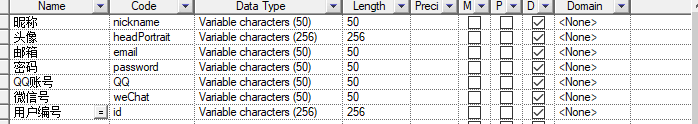 Name Code Data Type Length Preci M P D Domain
昵称 nickname Variable characters (50) 50 <None>
头像 headPortrait Variable characters (256) 256 <None>
邮箱 email Variable characters (50) 50 <None>
密码 password Variable characters (50) 50 <None>
QQ账号 QQ Variable characters (50) 50 <None>
微信号 weChat Variable characters (50) 50 <None>
用户编号 = id Variable characters (256) 256 <None>